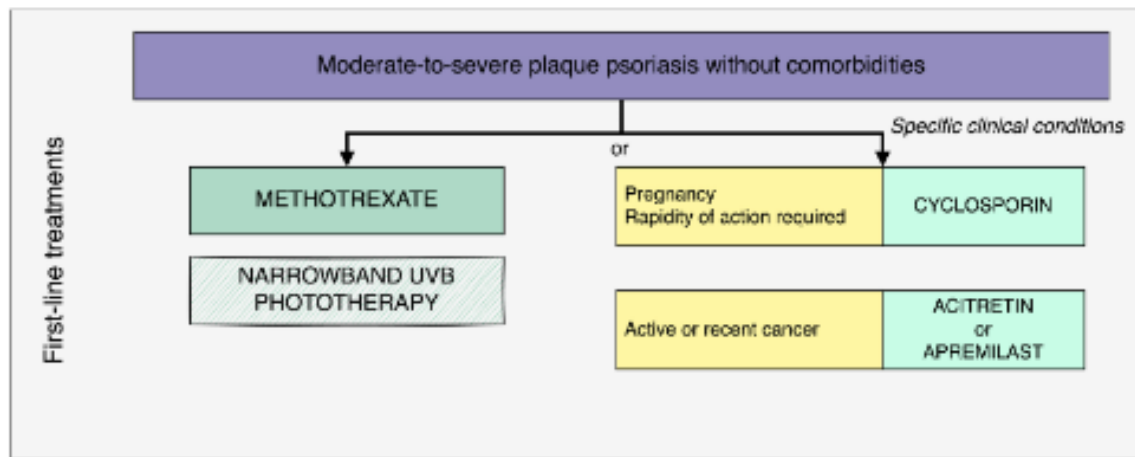 Moderate-to-severe plaque psoriasis without comorbidities
Specific clinical conditions
or
First-line treatments
METHOTREXATE
NARROWBAND UVB
PHOTOTHERAPY
Pregnancy
Rapidity of action required
CYCLOSPORIN
Active or recent cancer
ACITRETIN
or
APREMILAST